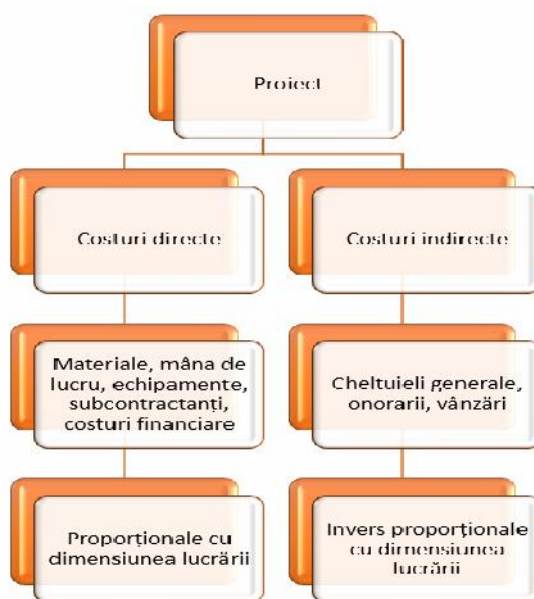 Proiect
Costuri directe
Costuri indirecte
Materiale, mâna de
lucru, echipamente,
subcontractanți,
costuri financiare
Cheltuieli generale,
onorarii, vânzări
Proporționale cu
dimensiunea lucrării
Invers proporționale
cu dimensiunea
lucrării